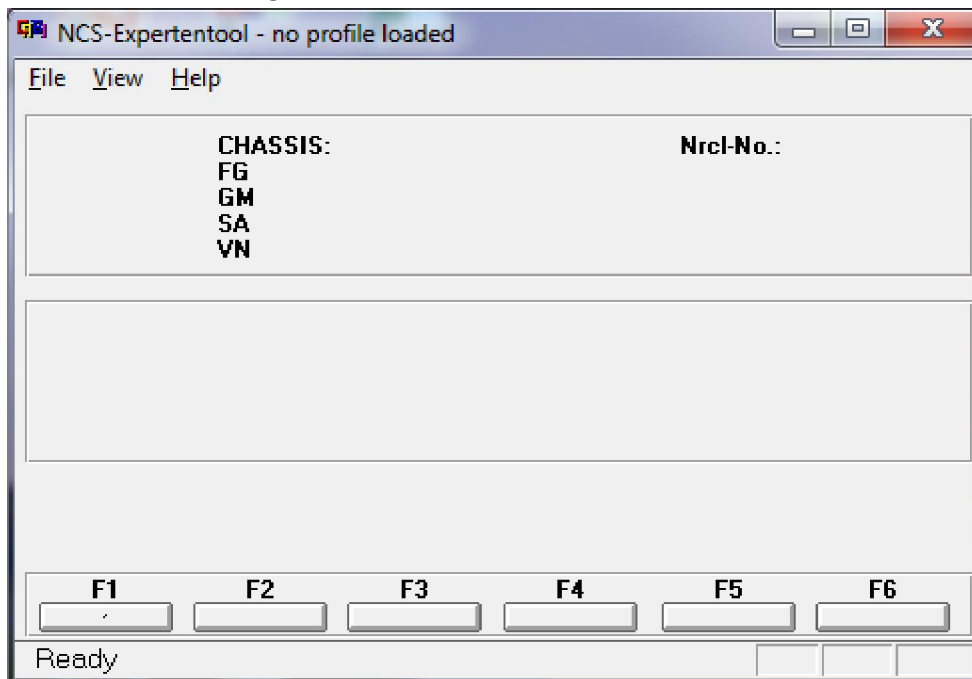 NCS-Expertentool - no profile loaded
File View Help
CHASSIS: Nrcl-No.:
FG
GM
SA
VN
F1 F2 F3 F4 F5 F6
Ready